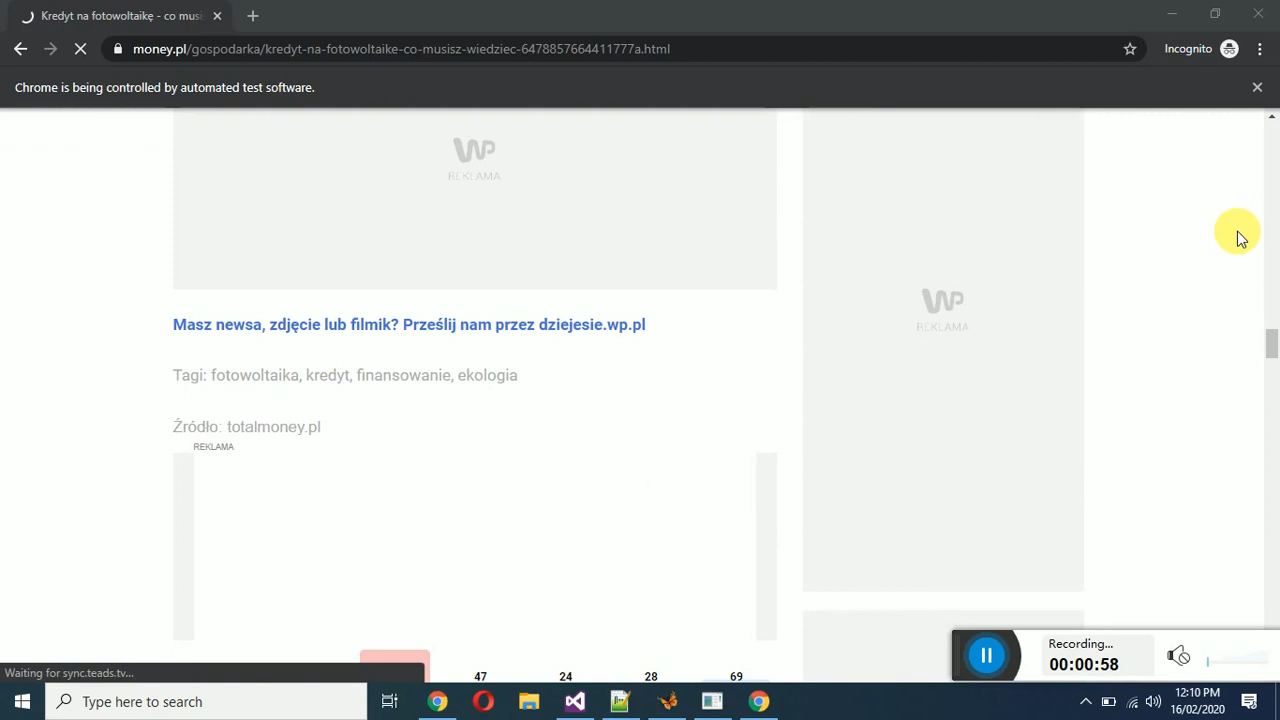 Kredyt na fotowoltaikę - co musi
money.pl/gospodarka/kredyt-na-fotowoltaike-co-musisz-wiedziec-6478857664411777a.html
Incognito
Chrome is being controlled by automated test software.
WP
REKLAMA
WP
REKLAMA
Masz newsa, zdjęcie lub filmik? Prześlij nam przez dziejesie.wp.pl
Tagi: fotowoltaika, kredyt, finansowanie, ekologia
Źródło: totalmoney.pl
REKLAMA
47 24 28 69
Recording...
00:00:58
Waiting for sync.teads.tv...
Type here to search
12:10 PM
16/02/2020